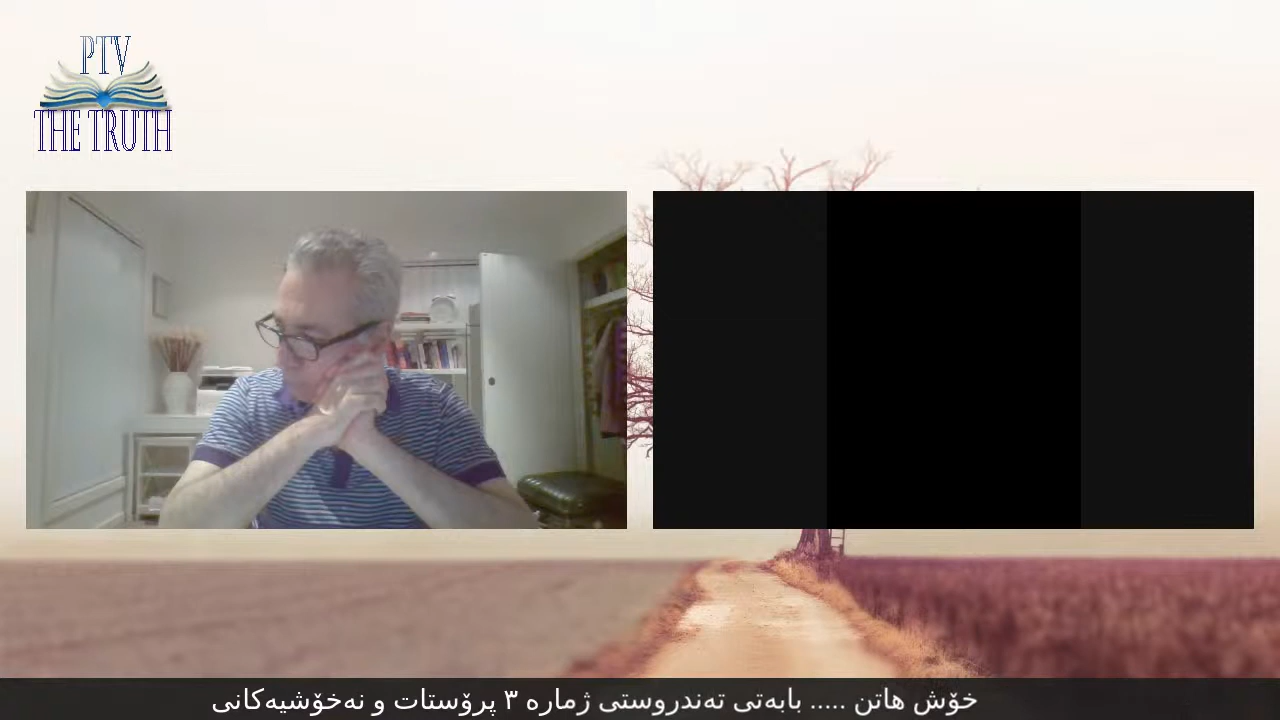 PTV
THE TRUTH
خۆش هاتن ..... بابەتی تەندروستی ژمارە ٣ پرۆستات و نەخۆشیەکانی